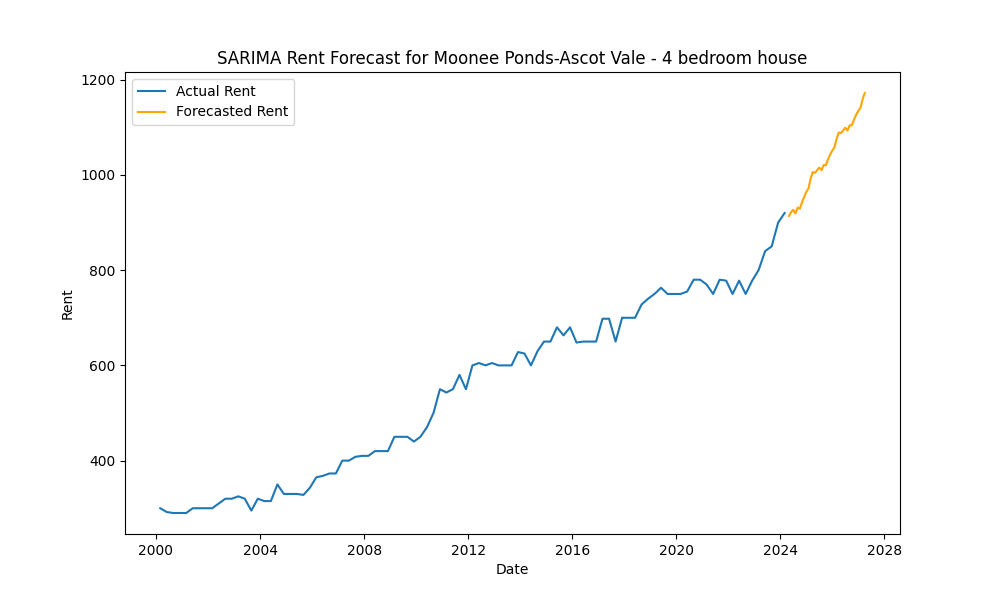 SARIMA Rent Forecast for Moonee Ponds-Ascot Vale - 4 bedroom house
Actual Rent
Forecasted Rent
1200
1000
800
600
400
Rent
2000 2004 2008 2012 2016 2020 2024 2028
Date